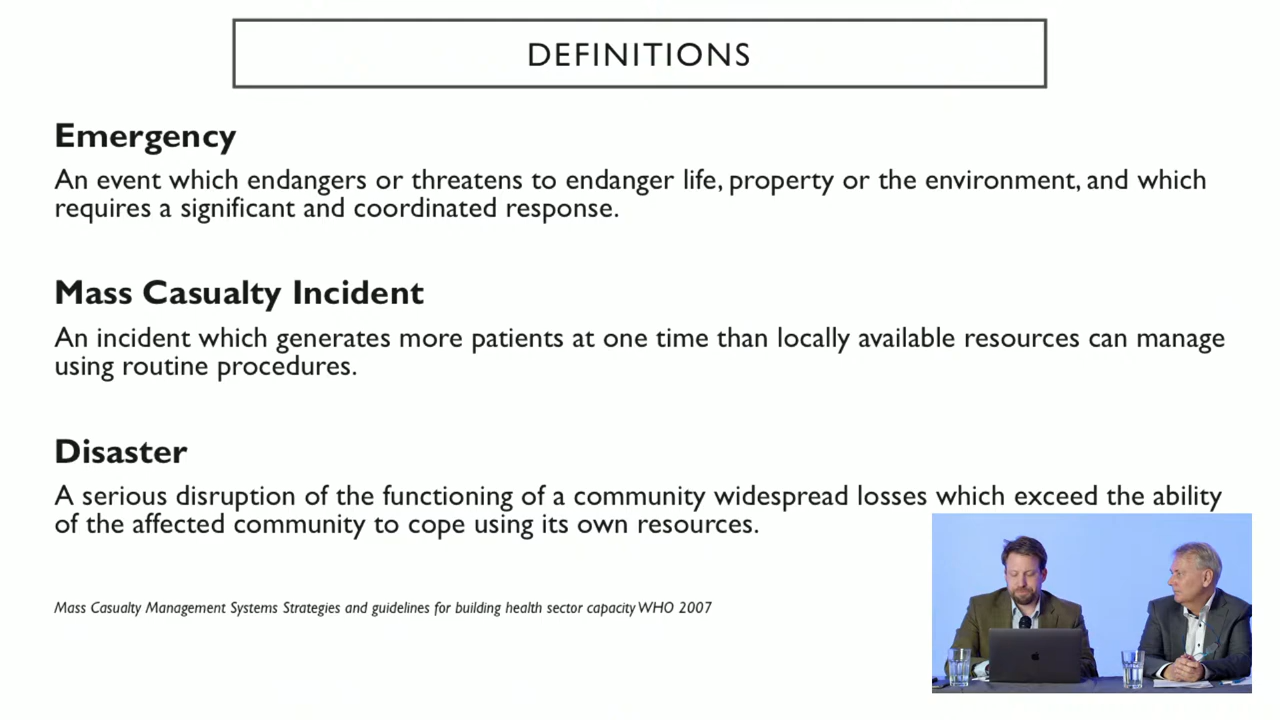 DEFINITIONS
Emergency
An event which endangers or threatens to endanger life, property or the environment, and which
requires a significant and coordinated response.
Mass Casualty Incident
An incident which generates more patients at one time than locally available resources can manage
using routine procedures.
Disaster
A serious disruption of the functioning of a community widespread losses which exceed the ability
of the affected community to cope using its own resources.
Mass Casualty Management Systems Strategies and guidelines for building health sector capacity WHO 2007